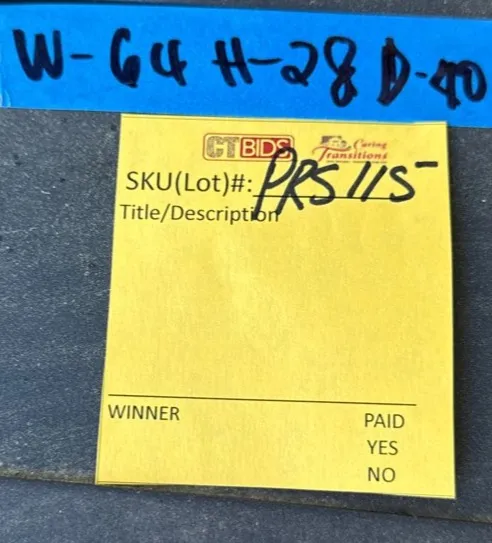 W-64 H-28 D-40
CTBIDS Caring Transitions
SKU(Lot)#: PRS115
Title/Description
WINNER PAID
YES
NO